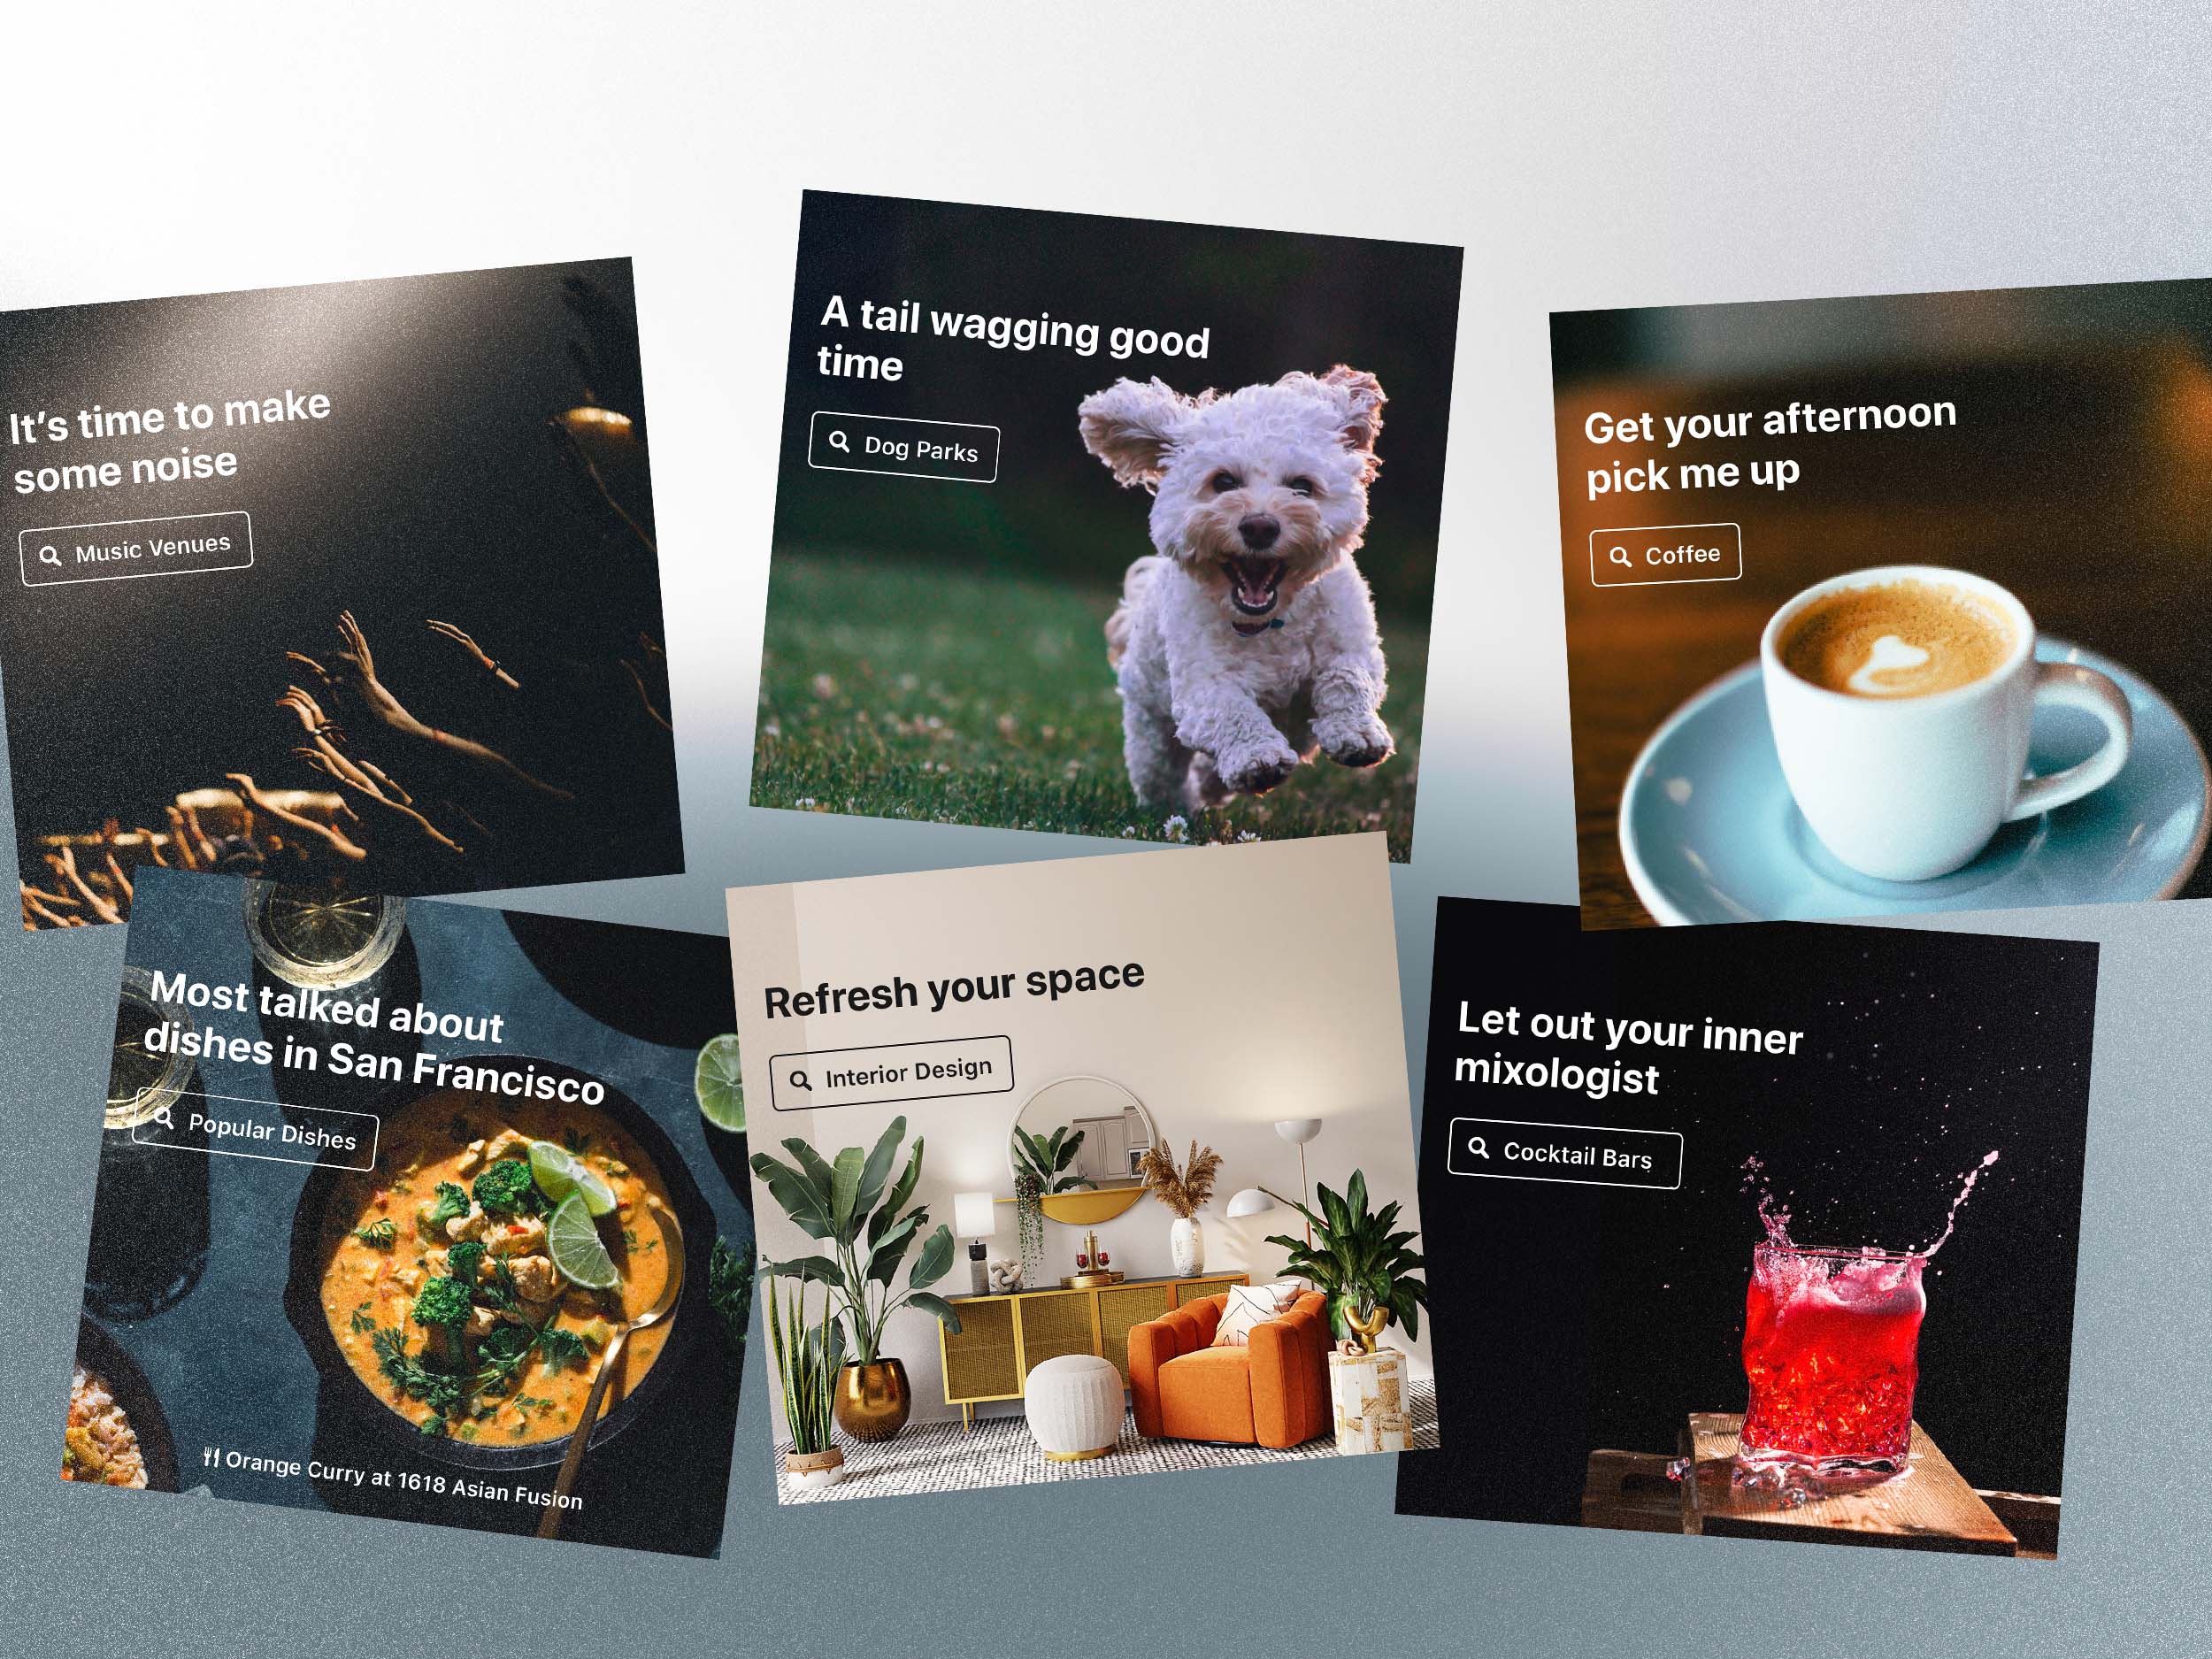 It's time to make
some noise
Music Venues
A tail wagging good
time
Dog Parks
Get your afternoon
pick me up
Coffee
Most talked about
dishes in San Francisco
Popular Dishes
Orange Curry at 1618 Asian Fusion
Refresh your space
Interior Design
Let out your inner
mixologist
Cocktail Bars